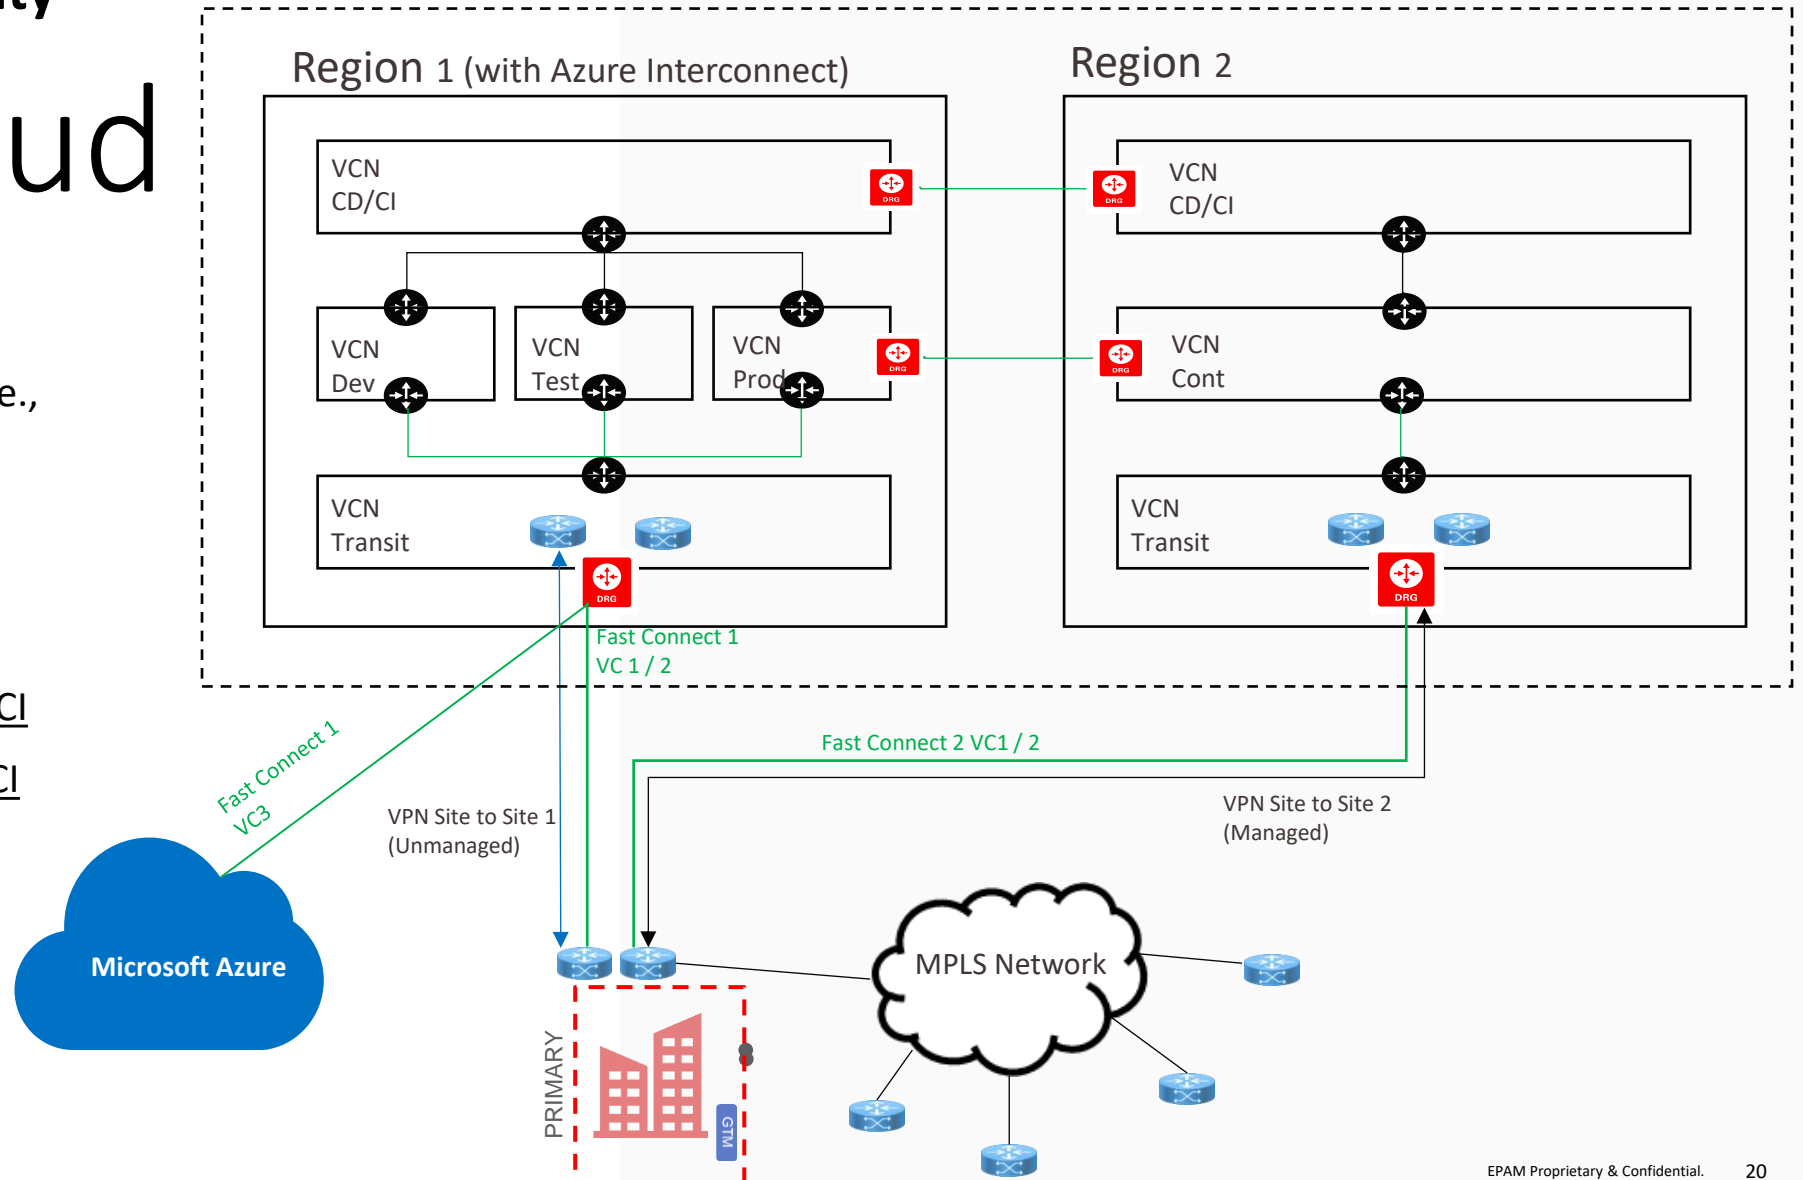 ity
ud
e.,
CI
CI
Region 1 (with Azure Interconnect)
Region 2
VCN
CD/CI
DRG
DRG
VCN
CD/CI
VCN
Dev
VCN
Test
VCN
Prod
DRG
DRG
VCN
Cont
VCN
Transit
DRG
VCN
Transit
DRG
Fast Connect 1
VC 1 / 2
Fast Connect 1
VC3
Fast Connect 2 VC1 / 2
VPN Site to Site 1
(Unmanaged)
VPN Site to Site 2
(Managed)
Microsoft Azure
MPLS Network
PRIMARY
GTM
EPAM Proprietary & Confidential.
20